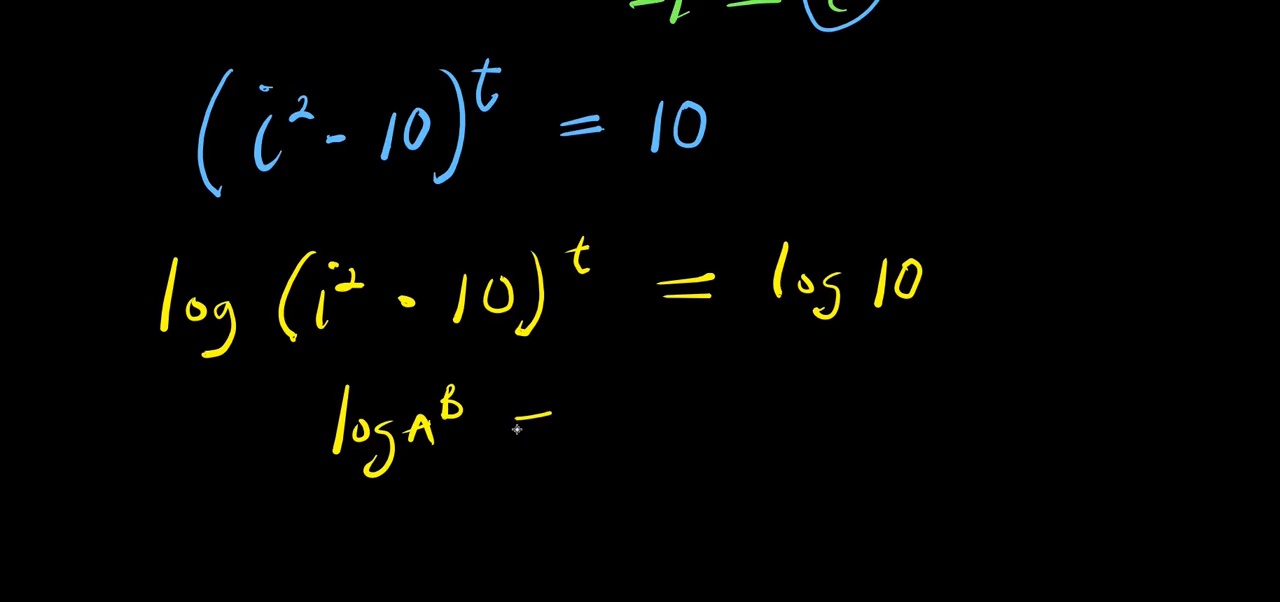 (i² - 10)ᵗ = 10
log (i² - 10)ᵗ = log 10
log Aᴮ =